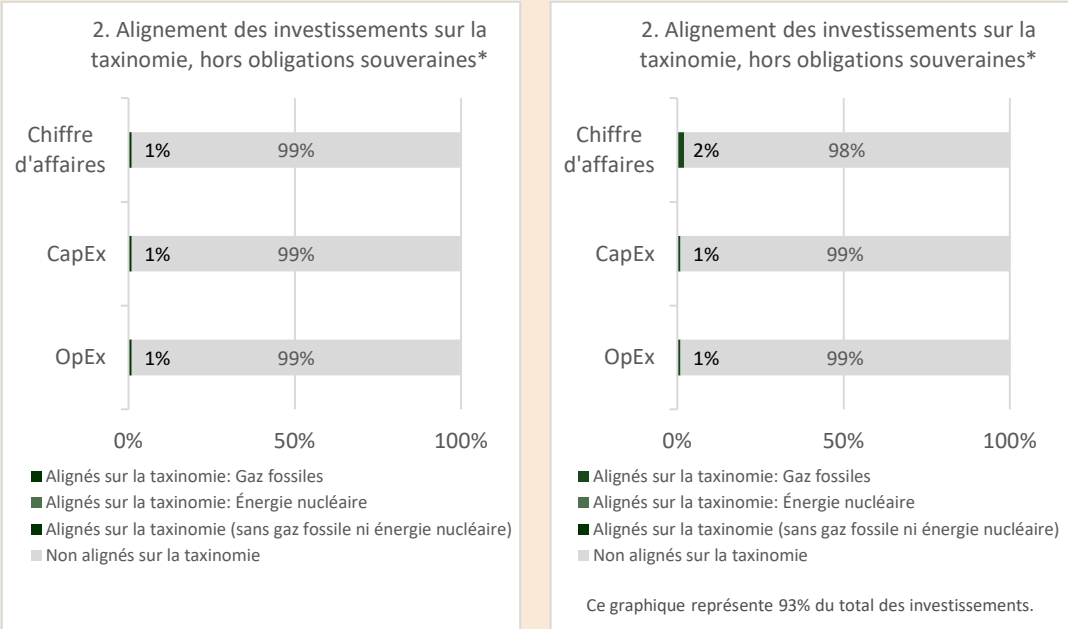 2. Alignement des investissements sur la
taxinomie, hors obligations souveraines*
Chiffre
d'affaires
1%
99%
CapEx
1%
99%
OpEx
1%
99%
0%
50%
100%
Alignés sur la taxinomie: Gaz fossiles
Alignés sur la taxinomie: Énergie nucléaire
Alignés sur la taxinomie (sans gaz fossile ni énergie nucléaire)
Non alignés sur la taxinomie
2. Alignement des investissements sur la
taxinomie, hors obligations souveraines*
Chiffre
d'affaires
2%
98%
CapEx
1%
99%
OpEx
1%
99%
0%
50%
100%
Alignés sur la taxinomie: Gaz fossiles
Alignés sur la taxinomie: Énergie nucléaire
Alignés sur la taxinomie (sans gaz fossile ni énergie nucléaire)
Non alignés sur la taxinomie
Ce graphique représente 93% du total des investissements.